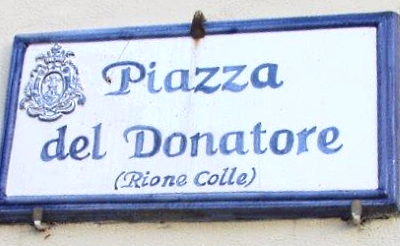 Piazza
del Donatore
(Rione Colle)